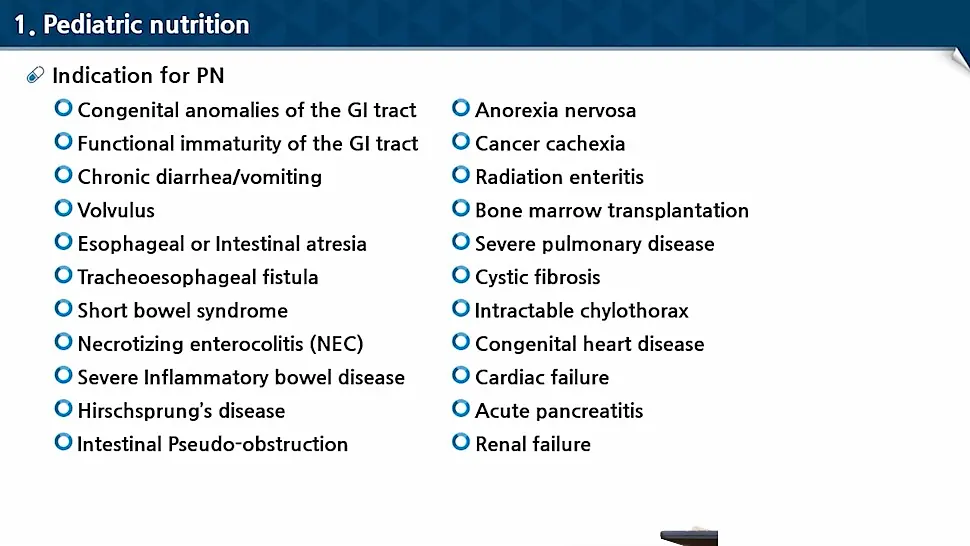 1. Pediatric nutrition
Indication for PN
Congenital anomalies of the GI tract
Functional immaturity of the GI tract
Chronic diarrhea/vomiting
Volvulus
Esophageal or Intestinal atresia
Tracheoesophageal fistula
Short bowel syndrome
Necrotizing enterocolitis (NEC)
Severe Inflammatory bowel disease
Hirschsprung's disease
Intestinal Pseudo-obstruction
Anorexia nervosa
Cancer cachexia
Radiation enteritis
Bone marrow transplantation
Severe pulmonary disease
Cystic fibrosis
Intractable chylothorax
Congenital heart disease
Cardiac failure
Acute pancreatitis
Renal failure